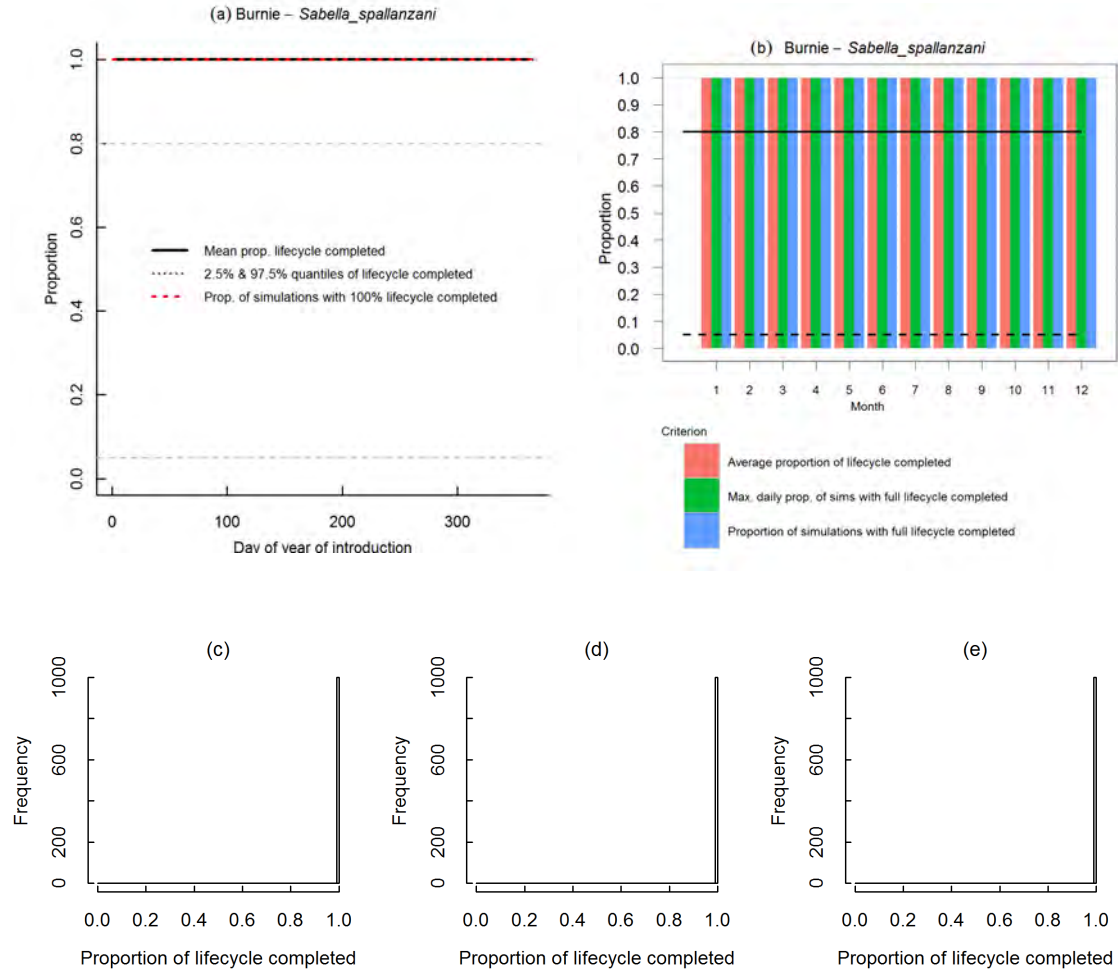 (a) Burnie – Sabella_spallanzani
1.0
0.8
0.6
0.4
0.2
0.0
Proportion
Mean prop. lifecycle completed
2.5% & 97.5% quantiles of lifecycle completed
Prop. of simulations with 100% lifecycle completed
0 100 200 300
Day of year of introduction
(b) Burnie – Sabella_spallanzani
1.0
0.9
0.8
0.7
0.6
0.5
0.4
0.3
0.2
0.1
0.0
Proportion
1 2 3 4 5 6 7 8 9 10 11 12
Month
Criterion
Average proportion of lifecycle completed
Max. daily prop. of sims with full lifecycle completed
Proportion of simulations with full lifecycle completed
(c)
1000
600
200
0
Frequency
0.0 0.2 0.4 0.6 0.8 1.0
Proportion of lifecycle completed
(d)
1000
600
200
0
Frequency
0.0 0.2 0.4 0.6 0.8 1.0
Proportion of lifecycle completed
(e)
1000
600
200
0
Frequency
0.0 0.2 0.4 0.6 0.8 1.0
Proportion of lifecycle completed